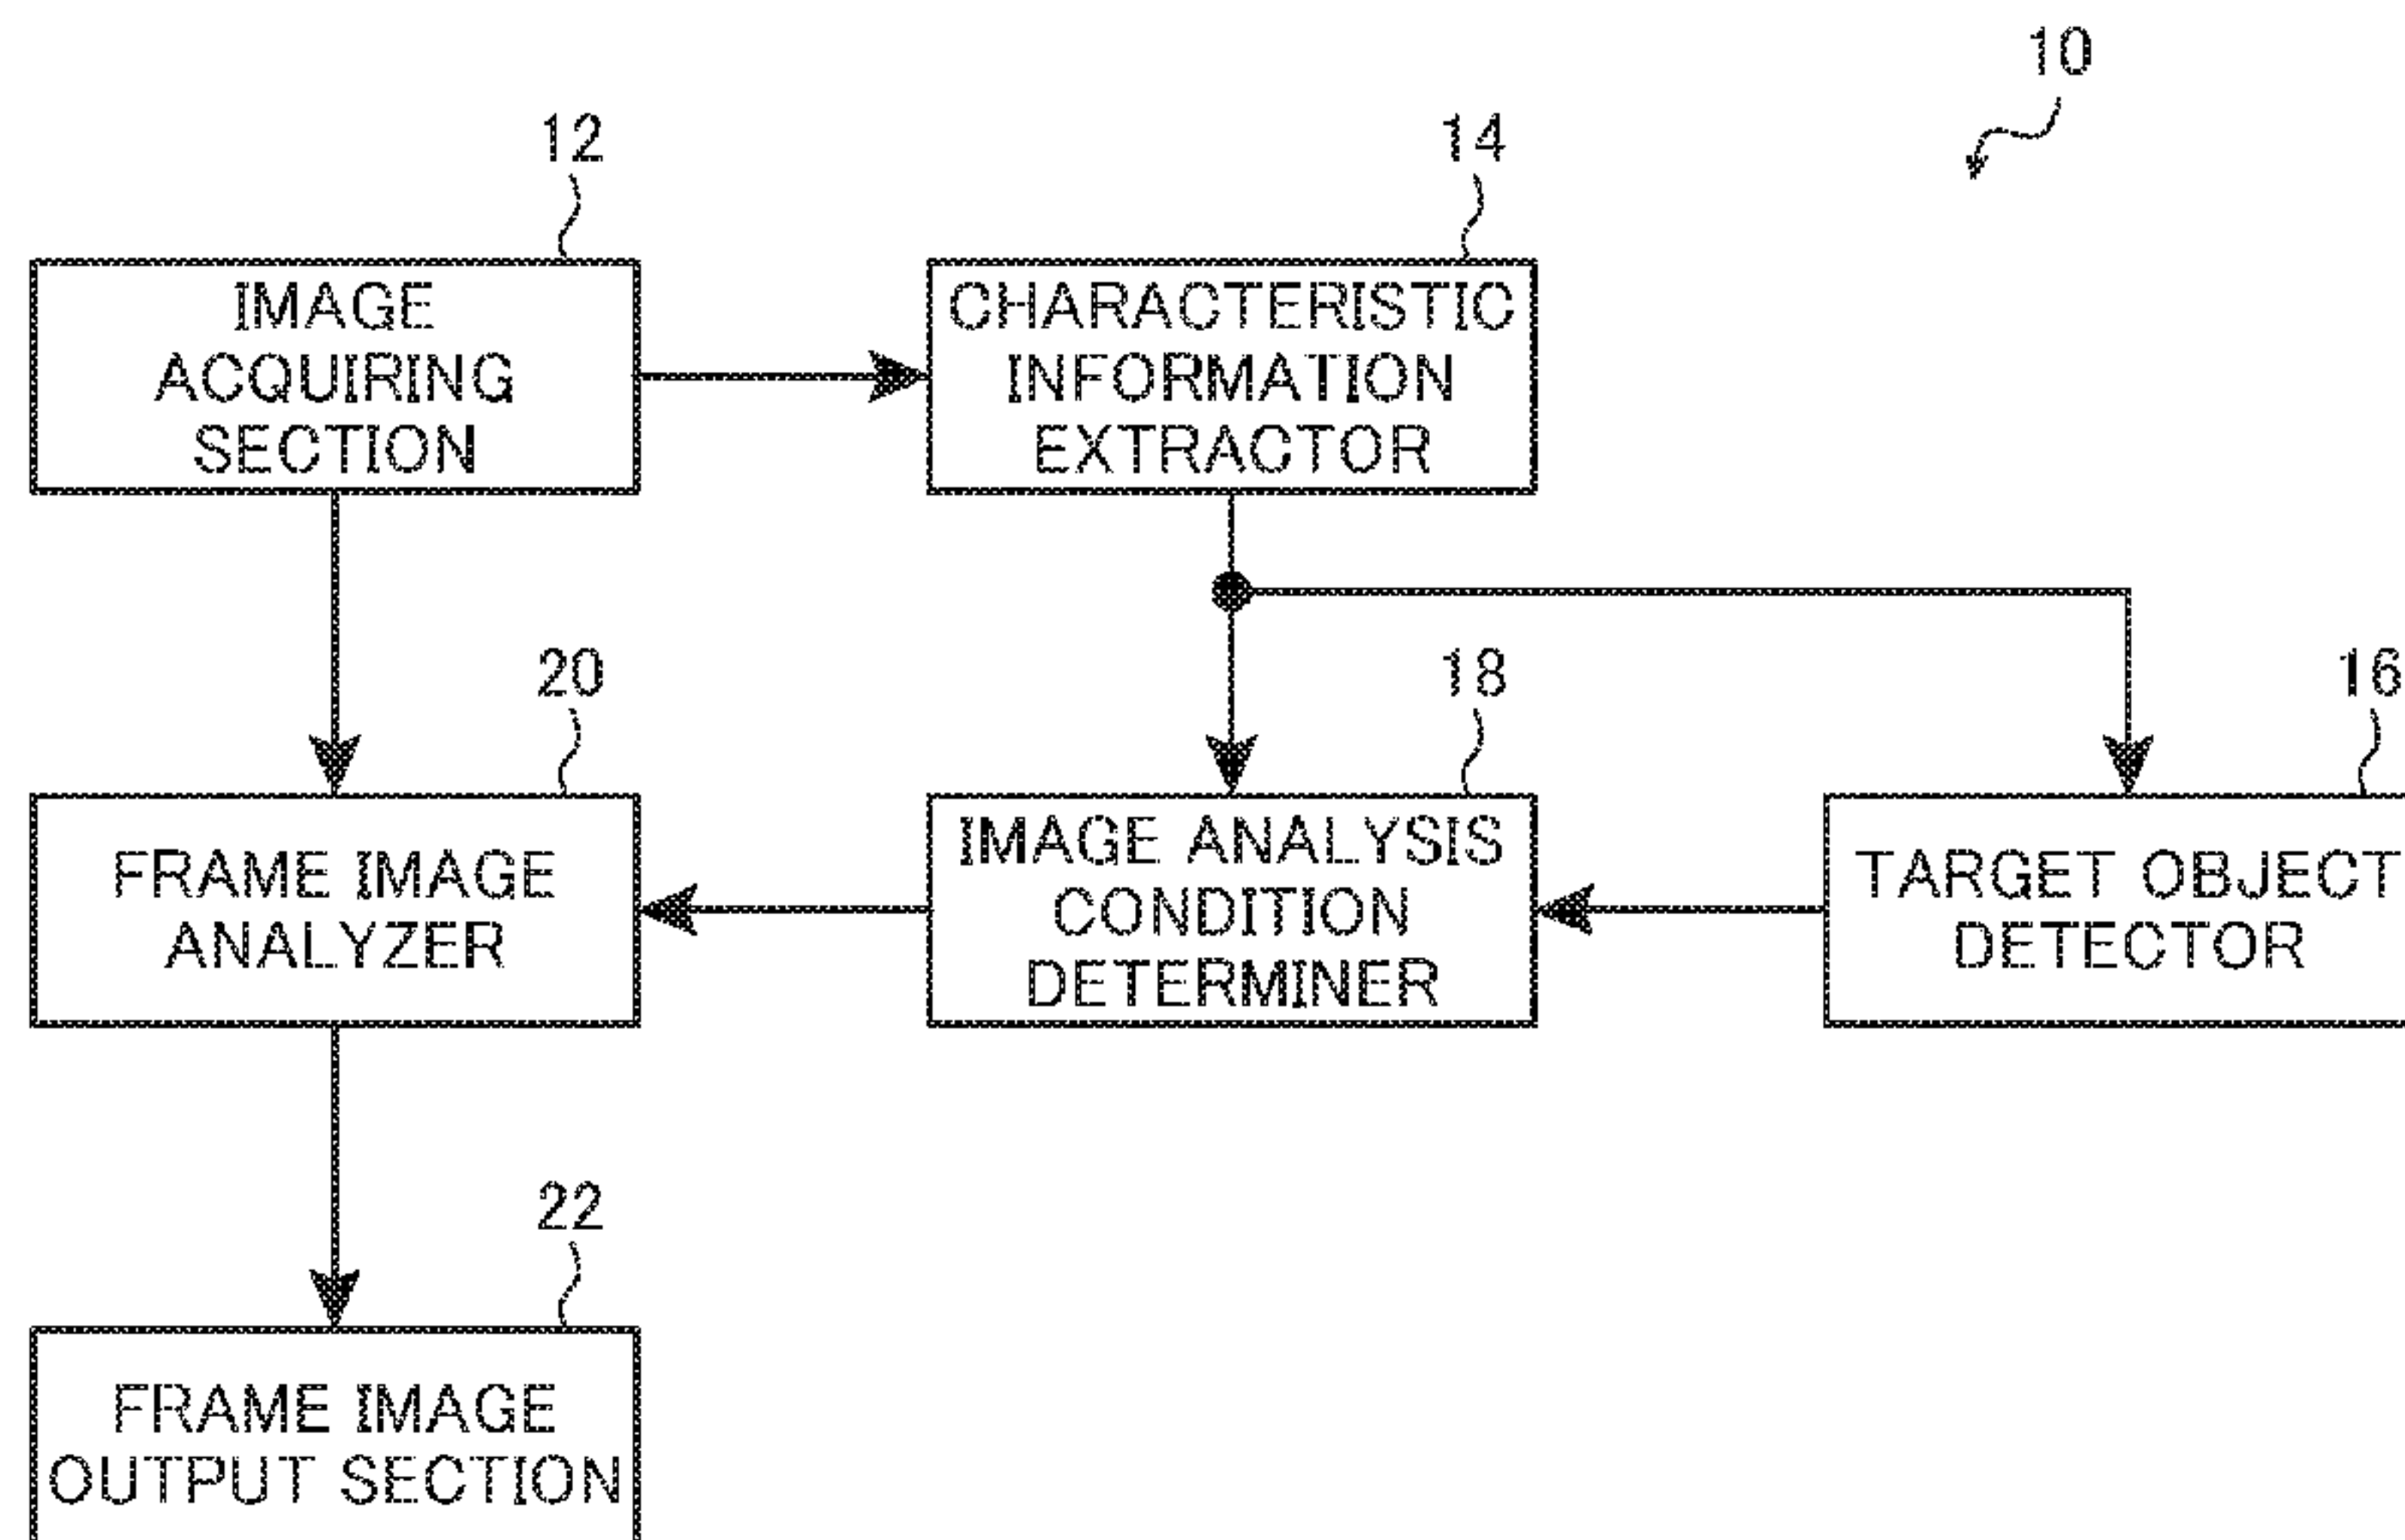 10
12
IMAGE
ACQUIRING
SECTION
14
CHARACTERISTIC
INFORMATION
EXTRACTOR
20
FRAME IMAGE
ANALYZER
18
IMAGE ANALYSIS
CONDITION
DETERMINER
16
TARGET OBJECT
DETECTOR
22
FRAME IMAGE
OUTPUT SECTION